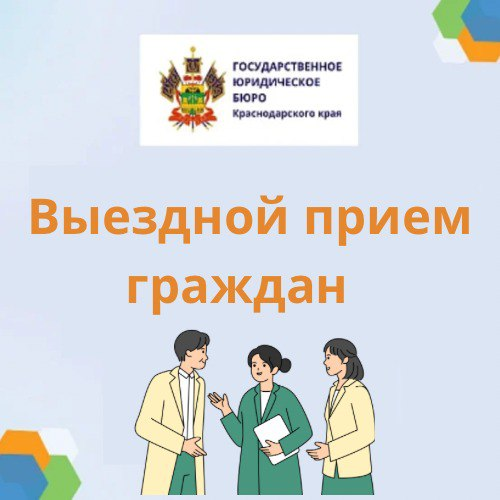 ГОСУДАРСТВЕННОЕ
ЮРИДИЧЕСКОЕ
БЮРО
Краснодарского края
Выездной прием
граждан